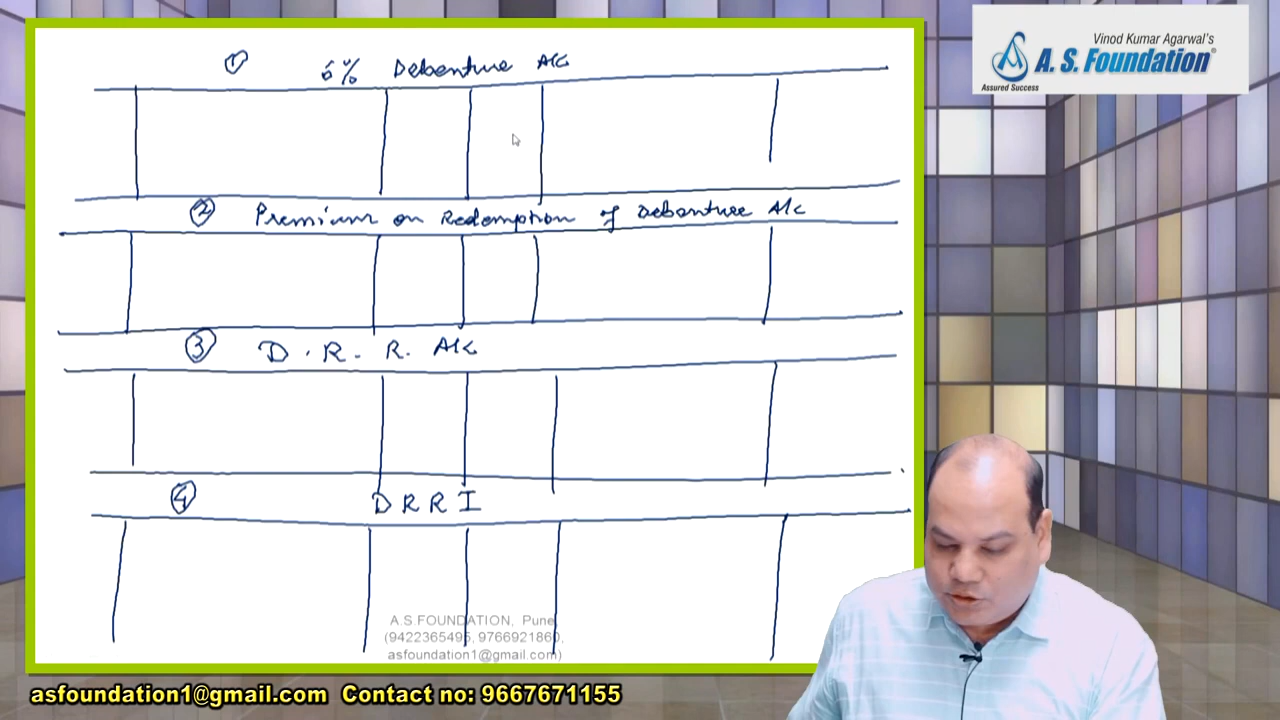 ① 6% Debenture A/c
② Premium on Redemption of Debenture A/c
③ D. R. R. A/c
④ D R R I
A.S.FOUNDATION, Pune,
(9422365495, 9766921860,
asfoundation1@gmail.com)
Vinod Kumar Agarwal's
A. S. Foundation®
Assured Success
asfoundation1@gmail.com Contact no: 9667671155